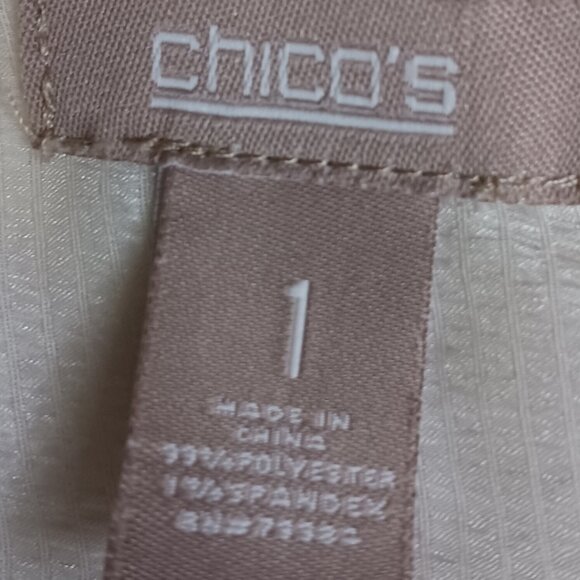 chico's
1
MADE IN
CHINA
99%POLYESTER
1%SPANDEX